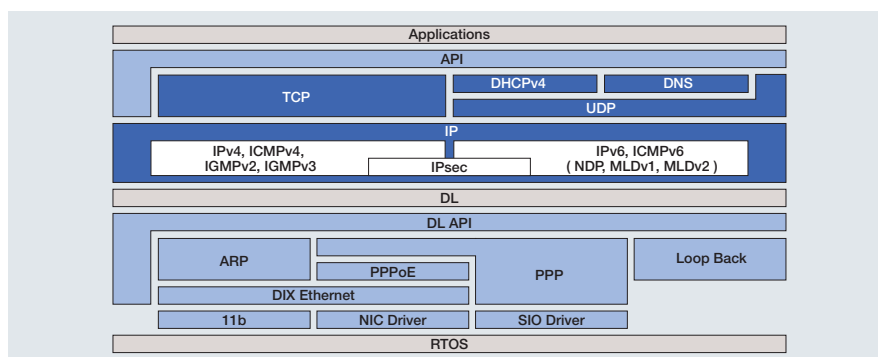 Applications
API
TCP
DHCPv4
DNS
UDP
IP
IPv4, ICMPv4,
IGMPv2, IGMPv3
IPsec
IPv6, ICMPv6
( NDP, MLDv1, MLDv2 )
DL
DL API
ARP
PPPoE
PPP
Loop Back
DIX Ethernet
11b
NIC Driver
SIO Driver
RTOS